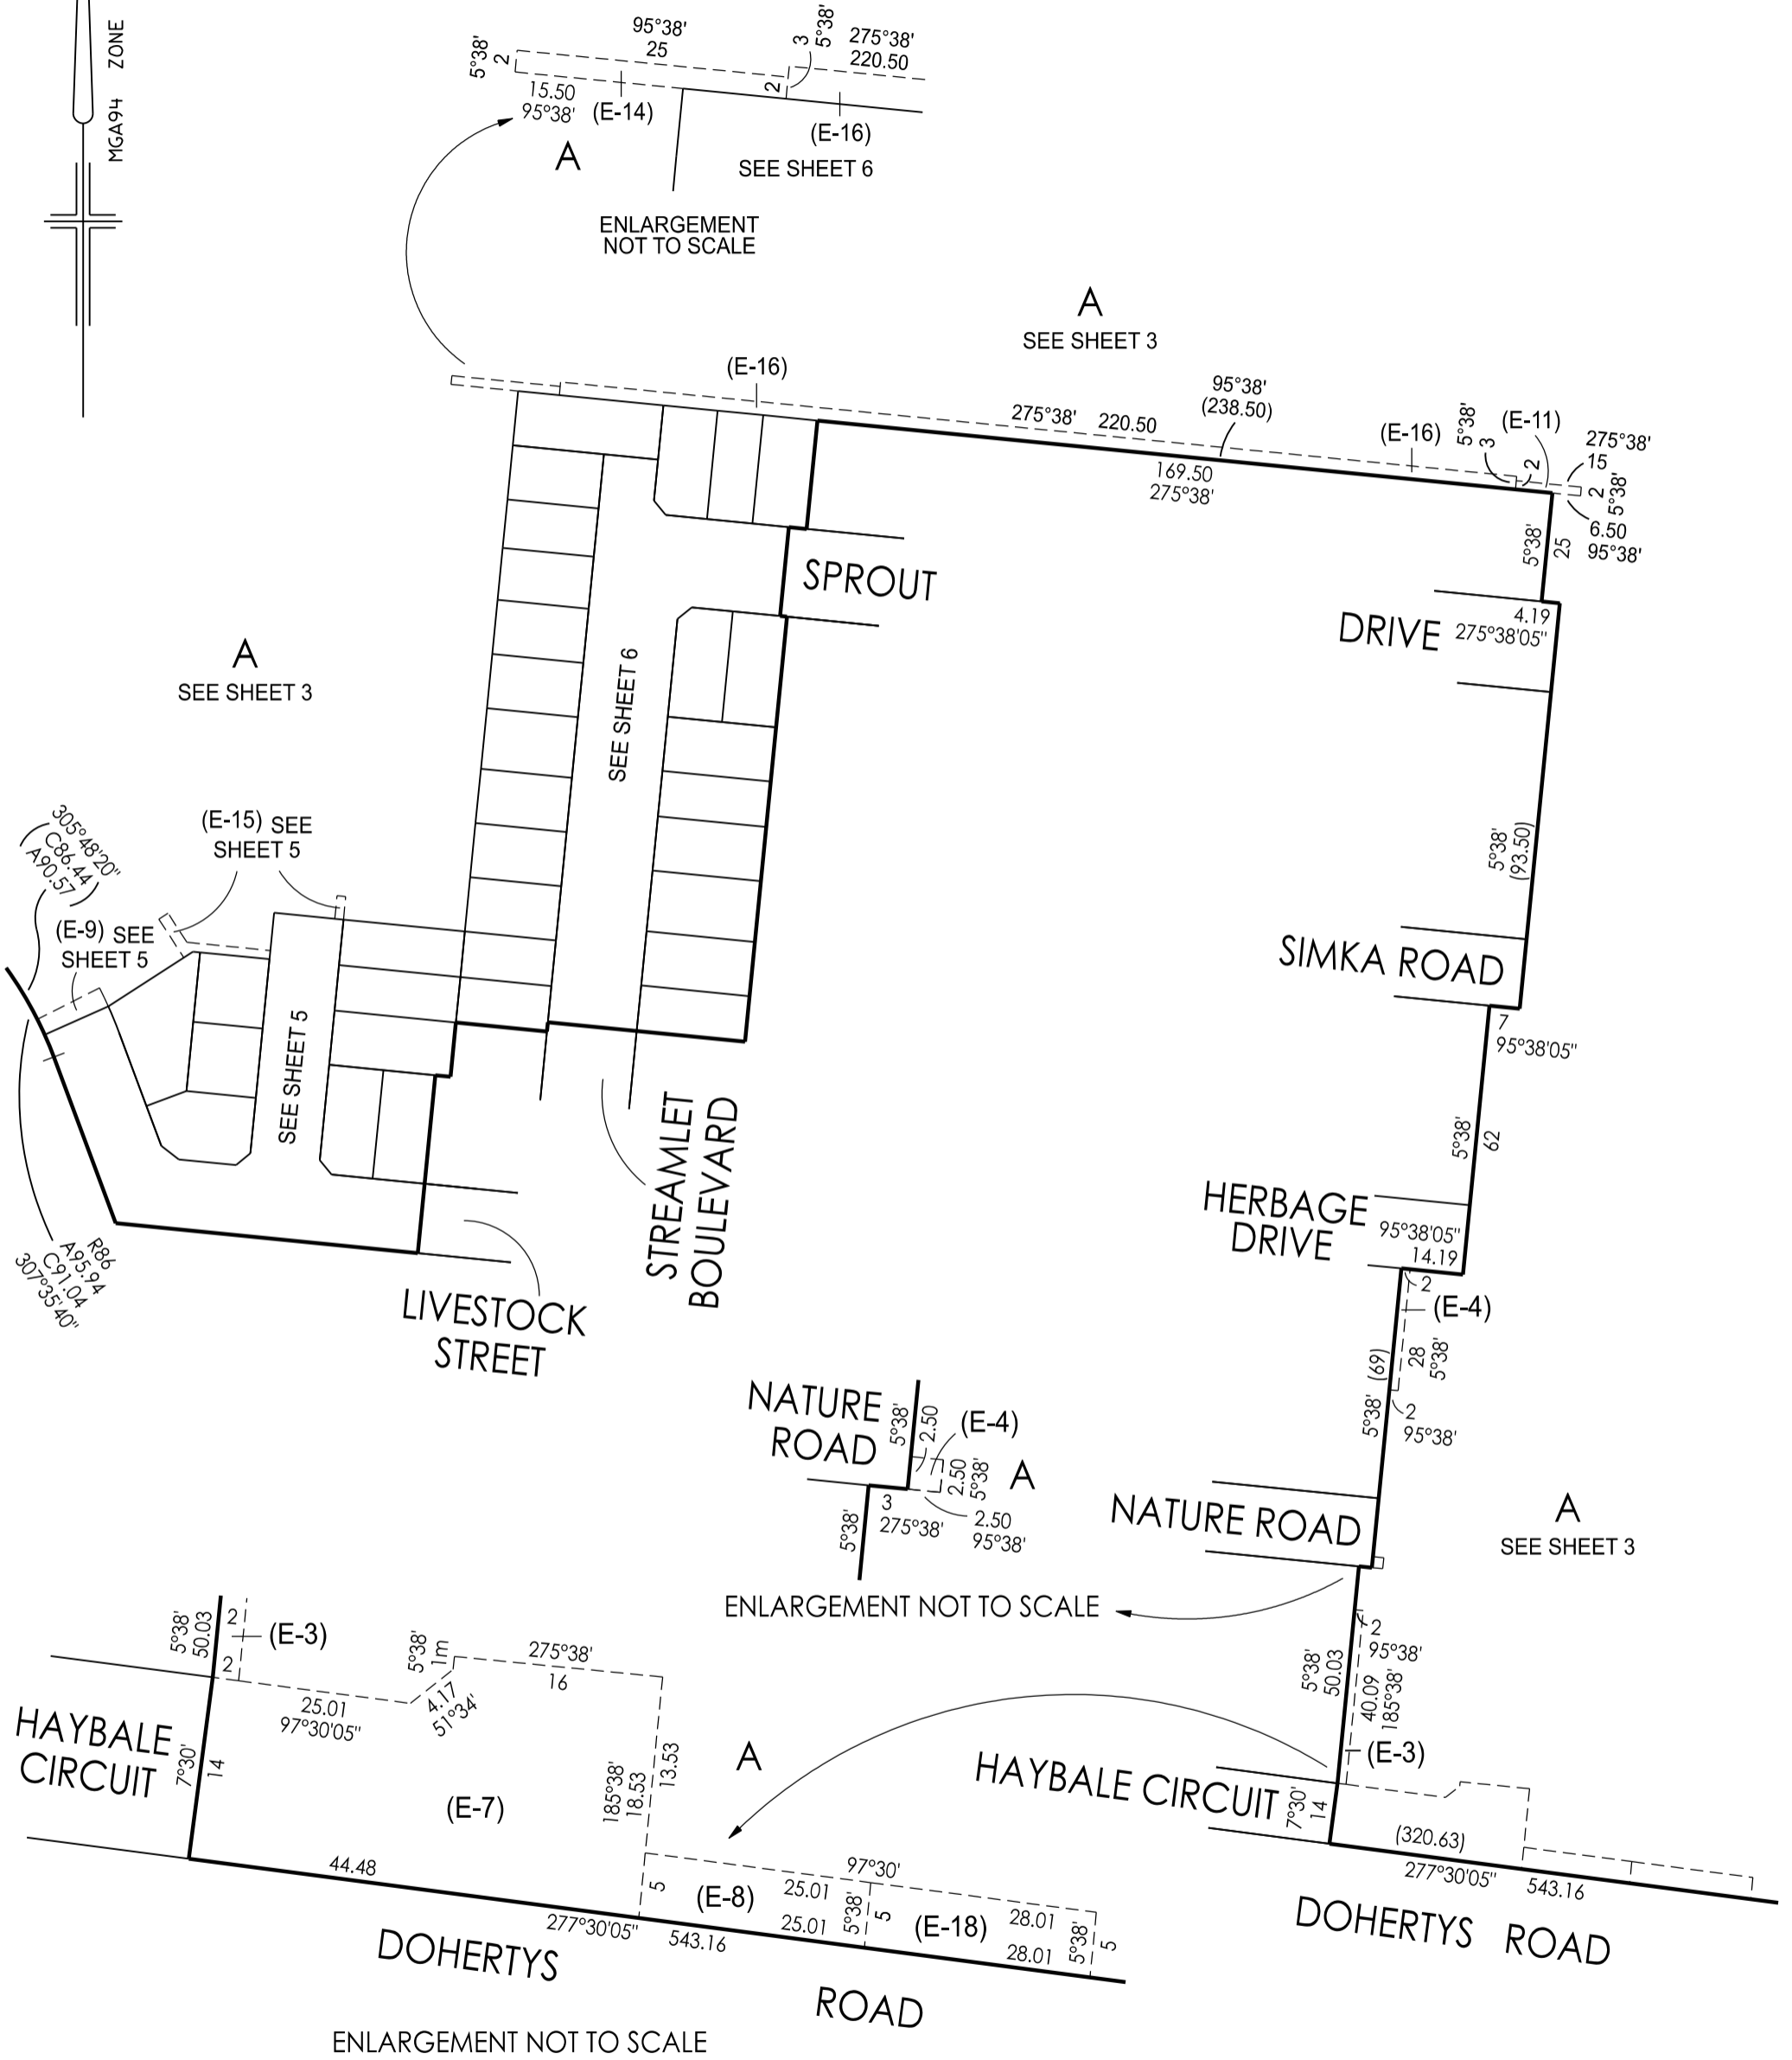 MGA94 ZONE
95°38'
25
5°38'
2
3
5°38'
275°38'
220.50
2
15.50
95°38'
(E-14)
(E-16)
A
SEE SHEET 6
ENLARGEMENT
NOT TO SCALE
A
SEE SHEET 3
(E-16)
95°38'
(238.50)
275°38' 220.50
(E-16)
5°38'
3
2
(E-11)
275°38'
15
2
5°38'
6.50
95°38'
169.50
275°38'
5°38'
25
SPROUT
DRIVE
4.19
275°38'05"
A
SEE SHEET 3
SEE SHEET 6
5°38'
(93.50)
305°48'20"
C86.44
A90.57
(E-15) SEE
SHEET 5
(E-9) SEE
SHEET 5
SEE SHEET 5
SIMKA ROAD
7
95°38'05"
5°38'
62
STREAMLET
BOULEVARD
HERBAGE
DRIVE
95°38'05"
14.19
R86
A95.94
C91.04
307°35'40"
LIVESTOCK
STREET
2
(E-4)
28
5°38'
5°38' (69)
2
95°38'
NATURE
ROAD
5°38'
2.50
(E-4)
2.50
5°38'
A
3
275°38'
2.50
95°38'
5°38'
NATURE ROAD
A
SEE SHEET 3
ENLARGEMENT NOT TO SCALE
2
95°38'
5°38'
50.03
40.09
185°38'
(E-3)
5°38'
50.03
2
(E-3)
2
5°38'
1m
275°38'
16
25.01
97°30'05"
4.17
51°34'
HAYBALE
CIRCUIT
7°30'
14
185°38'
18.53
13.53
A
(E-7)
HAYBALE CIRCUIT
7°30'
14
(320.63)
277°30'05" 543.16
DOHERTYS ROAD
44.48
5
(E-8)
97°30'
25.01
25.01
5°38'
5
(E-18)
28.01
28.01
5°38'
5
277°30'05" 543.16
DOHERTYS
ROAD
ENLARGEMENT NOT TO SCALE